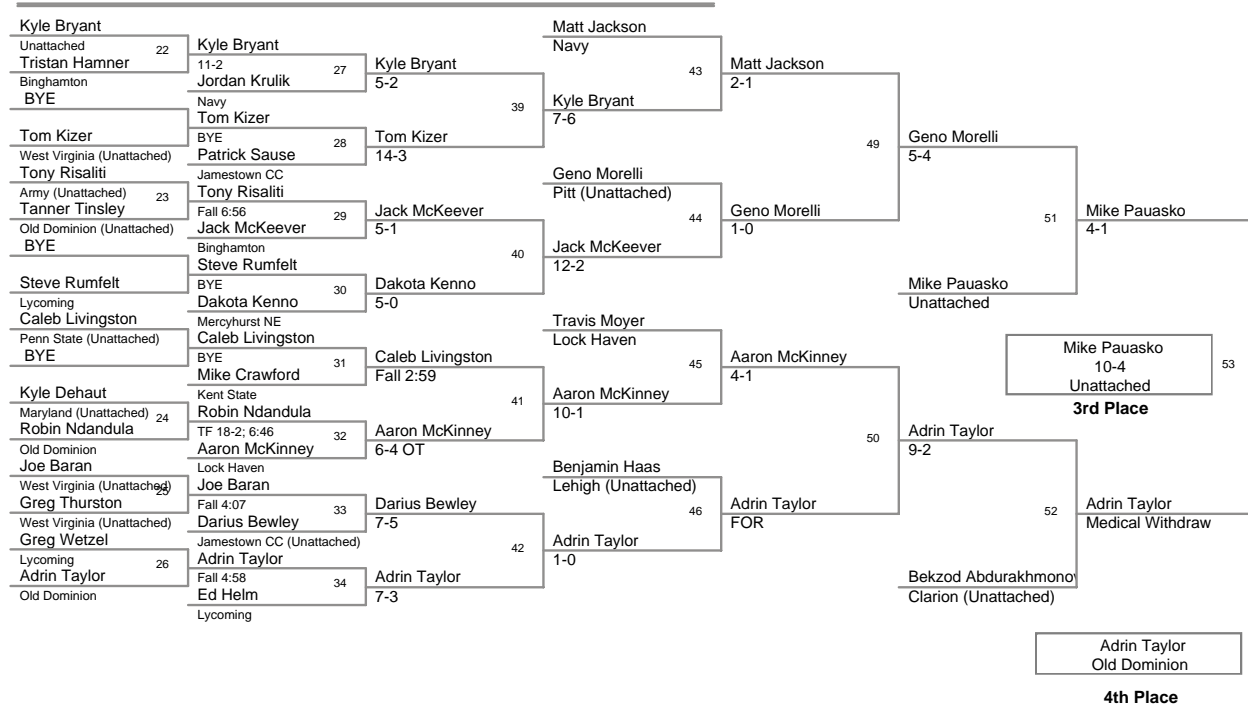 Kyle Bryant
Unattached
22
Tristan Hamner
Binghamton
BYE
Tom Kizer
West Virginia (Unattached)
Tony Risaliti
Army (Unattached)
23
Tanner Tinsley
Old Dominion (Unattached)
BYE
Steve Rumfelt
Lycoming
Caleb Livingston
Penn State (Unattached)
BYE
Kyle Dehaut
Maryland (Unattached)
24
Robin Ndandula
Old Dominion
Joe Baran
West Virginia (Unattached)
25
Greg Thurston
West Virginia (Unattached)
Greg Wetzel
Lycoming
26
Adrin Taylor
Old Dominion
Kyle Bryant
11-2
27
Jordan Krulik
Navy
Tom Kizer
BYE
28
Patrick Sause
Jamestown CC
Tony Risaliti
Fall 6:56
29
Jack McKeever
Binghamton
Steve Rumfelt
BYE
30
Dakota Kenno
Mercyhurst NE
Caleb Livingston
BYE
31
Mike Crawford
Kent State
Robin Ndandula
TF 18-2; 6:46
32
Aaron McKinney
Lock Haven
Joe Baran
Fall 4:07
33
Darius Bewley
Jamestown CC (Unattached)
Adrin Taylor
Fall 4:58
34
Ed Helm
Lycoming
Kyle Bryant
5-2
39
Tom Kizer
14-3
Jack McKeever
5-1
40
Dakota Kenno
5-0
Caleb Livingston
Fall 2:59
41
Aaron McKinney
6-4 OT
Darius Bewley
7-5
42
Adrin Taylor
7-3
Matt Jackson
Navy
43
Kyle Bryant
7-6
Geno Morelli
Pitt (Unattached)
44
Jack McKeever
12-2
Travis Moyer
Lock Haven
45
Aaron McKinney
10-1
Benjamin Haas
Lehigh (Unattached)
46
Adrin Taylor
1-0
Matt Jackson
2-1
49
Geno Morelli
1-0
Aaron McKinney
4-1
50
Adrin Taylor
FOR
Geno Morelli
5-4
51
Mike Pauasko
Unattached
Adrin Taylor
9-2
52
Bekzod Abdurakhmonov
Clarion (Unattached)
Mike Pauasko
4-1
Mike Pauasko
10-4
Unattached
53
3rd Place
Adrin Taylor
Medical Withdraw
Adrin Taylor
Old Dominion
4th Place